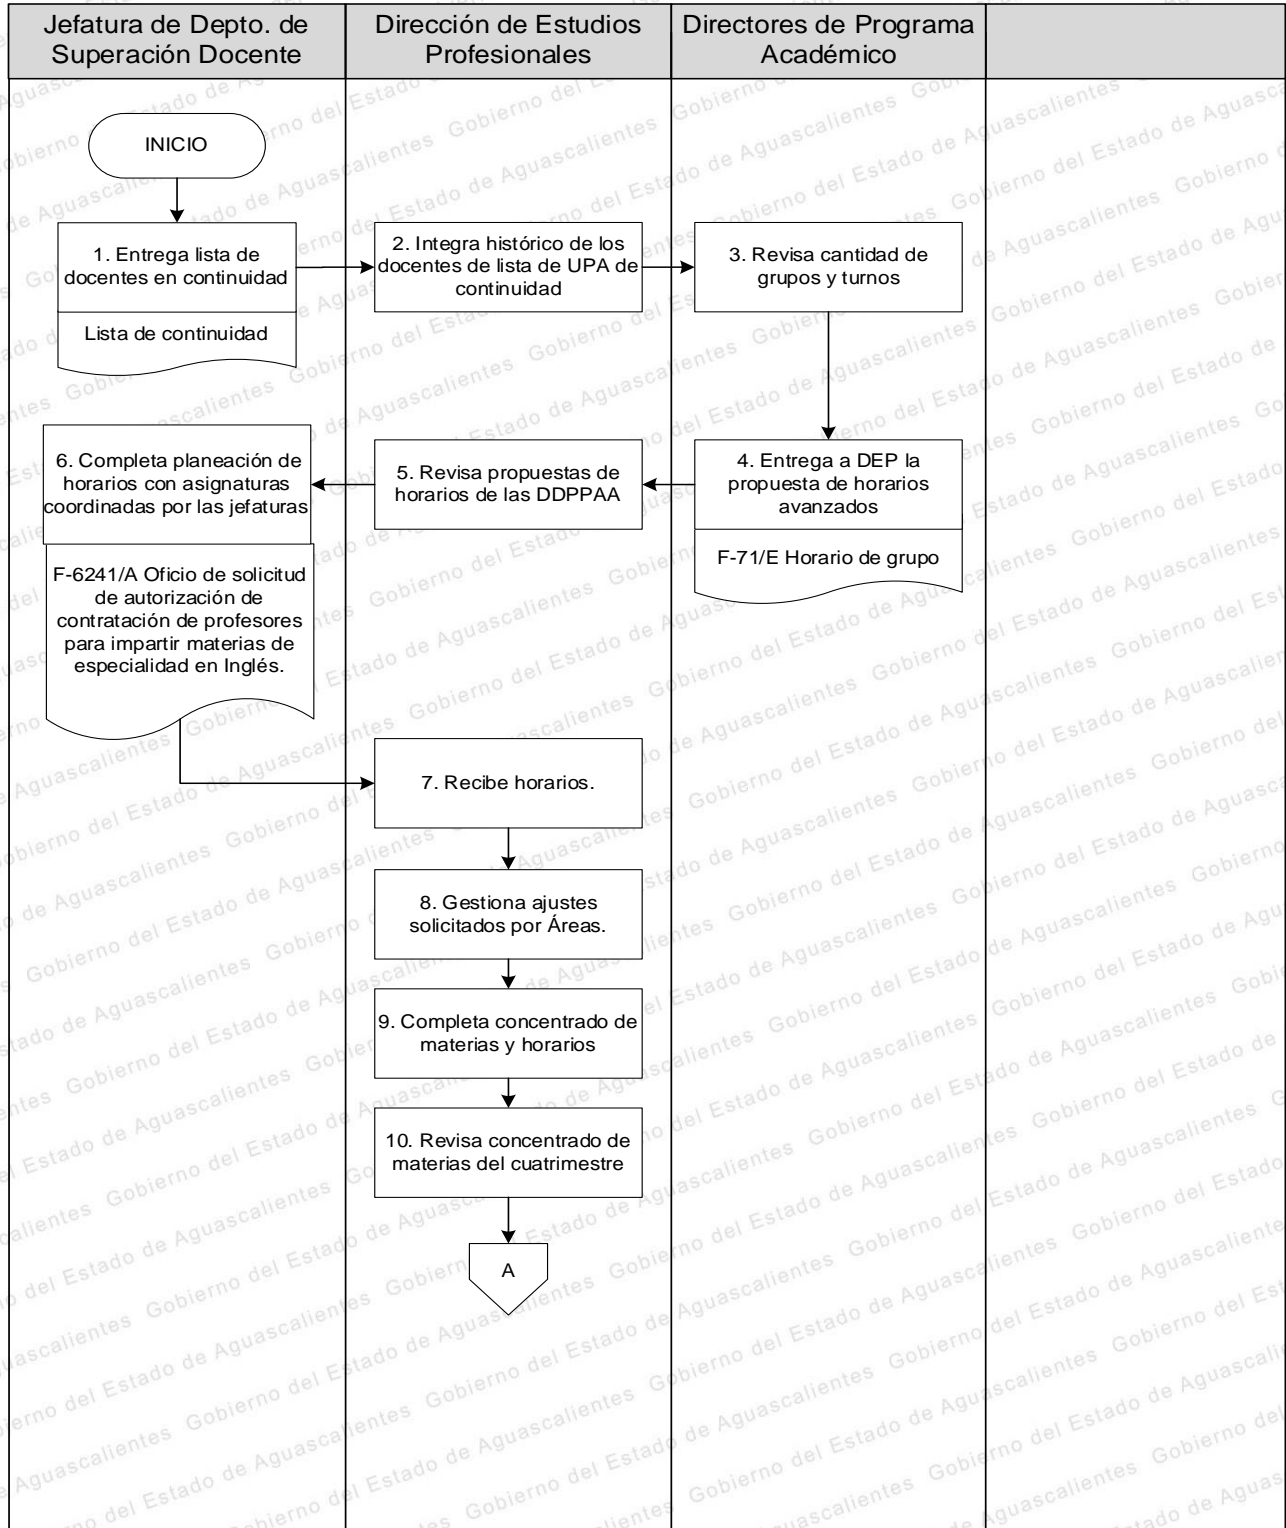 Jefatura de Depto. de
Superación Docente
Dirección de Estudios
Profesionales
Directores de Programa
Académico
INICIO
1. Entrega lista de
docentes en continuidad
Lista de continuidad
2. Integra histórico de los
docentes de lista de UPA de
continuidad
3. Revisa cantidad de
grupos y turnos
4. Entrega a DEP la
propuesta de horarios
avanzados
F-71/E Horario de grupo
5. Revisa propuestas de
horarios de las DDPPAA
6. Completa planeación de
horarios con asignaturas
coordinadas por las jefaturas
F-6241/A Oficio de solicitud
de autorización de
contratación de profesores
para impartir materias de
especialidad en Inglés.
7. Recibe horarios.
8. Gestiona ajustes
solicitados por Áreas.
9. Completa concentrado de
materias y horarios
10. Revisa concentrado de
materias del cuatrimestre
A
Gobierno del Estado de Aguascalientes